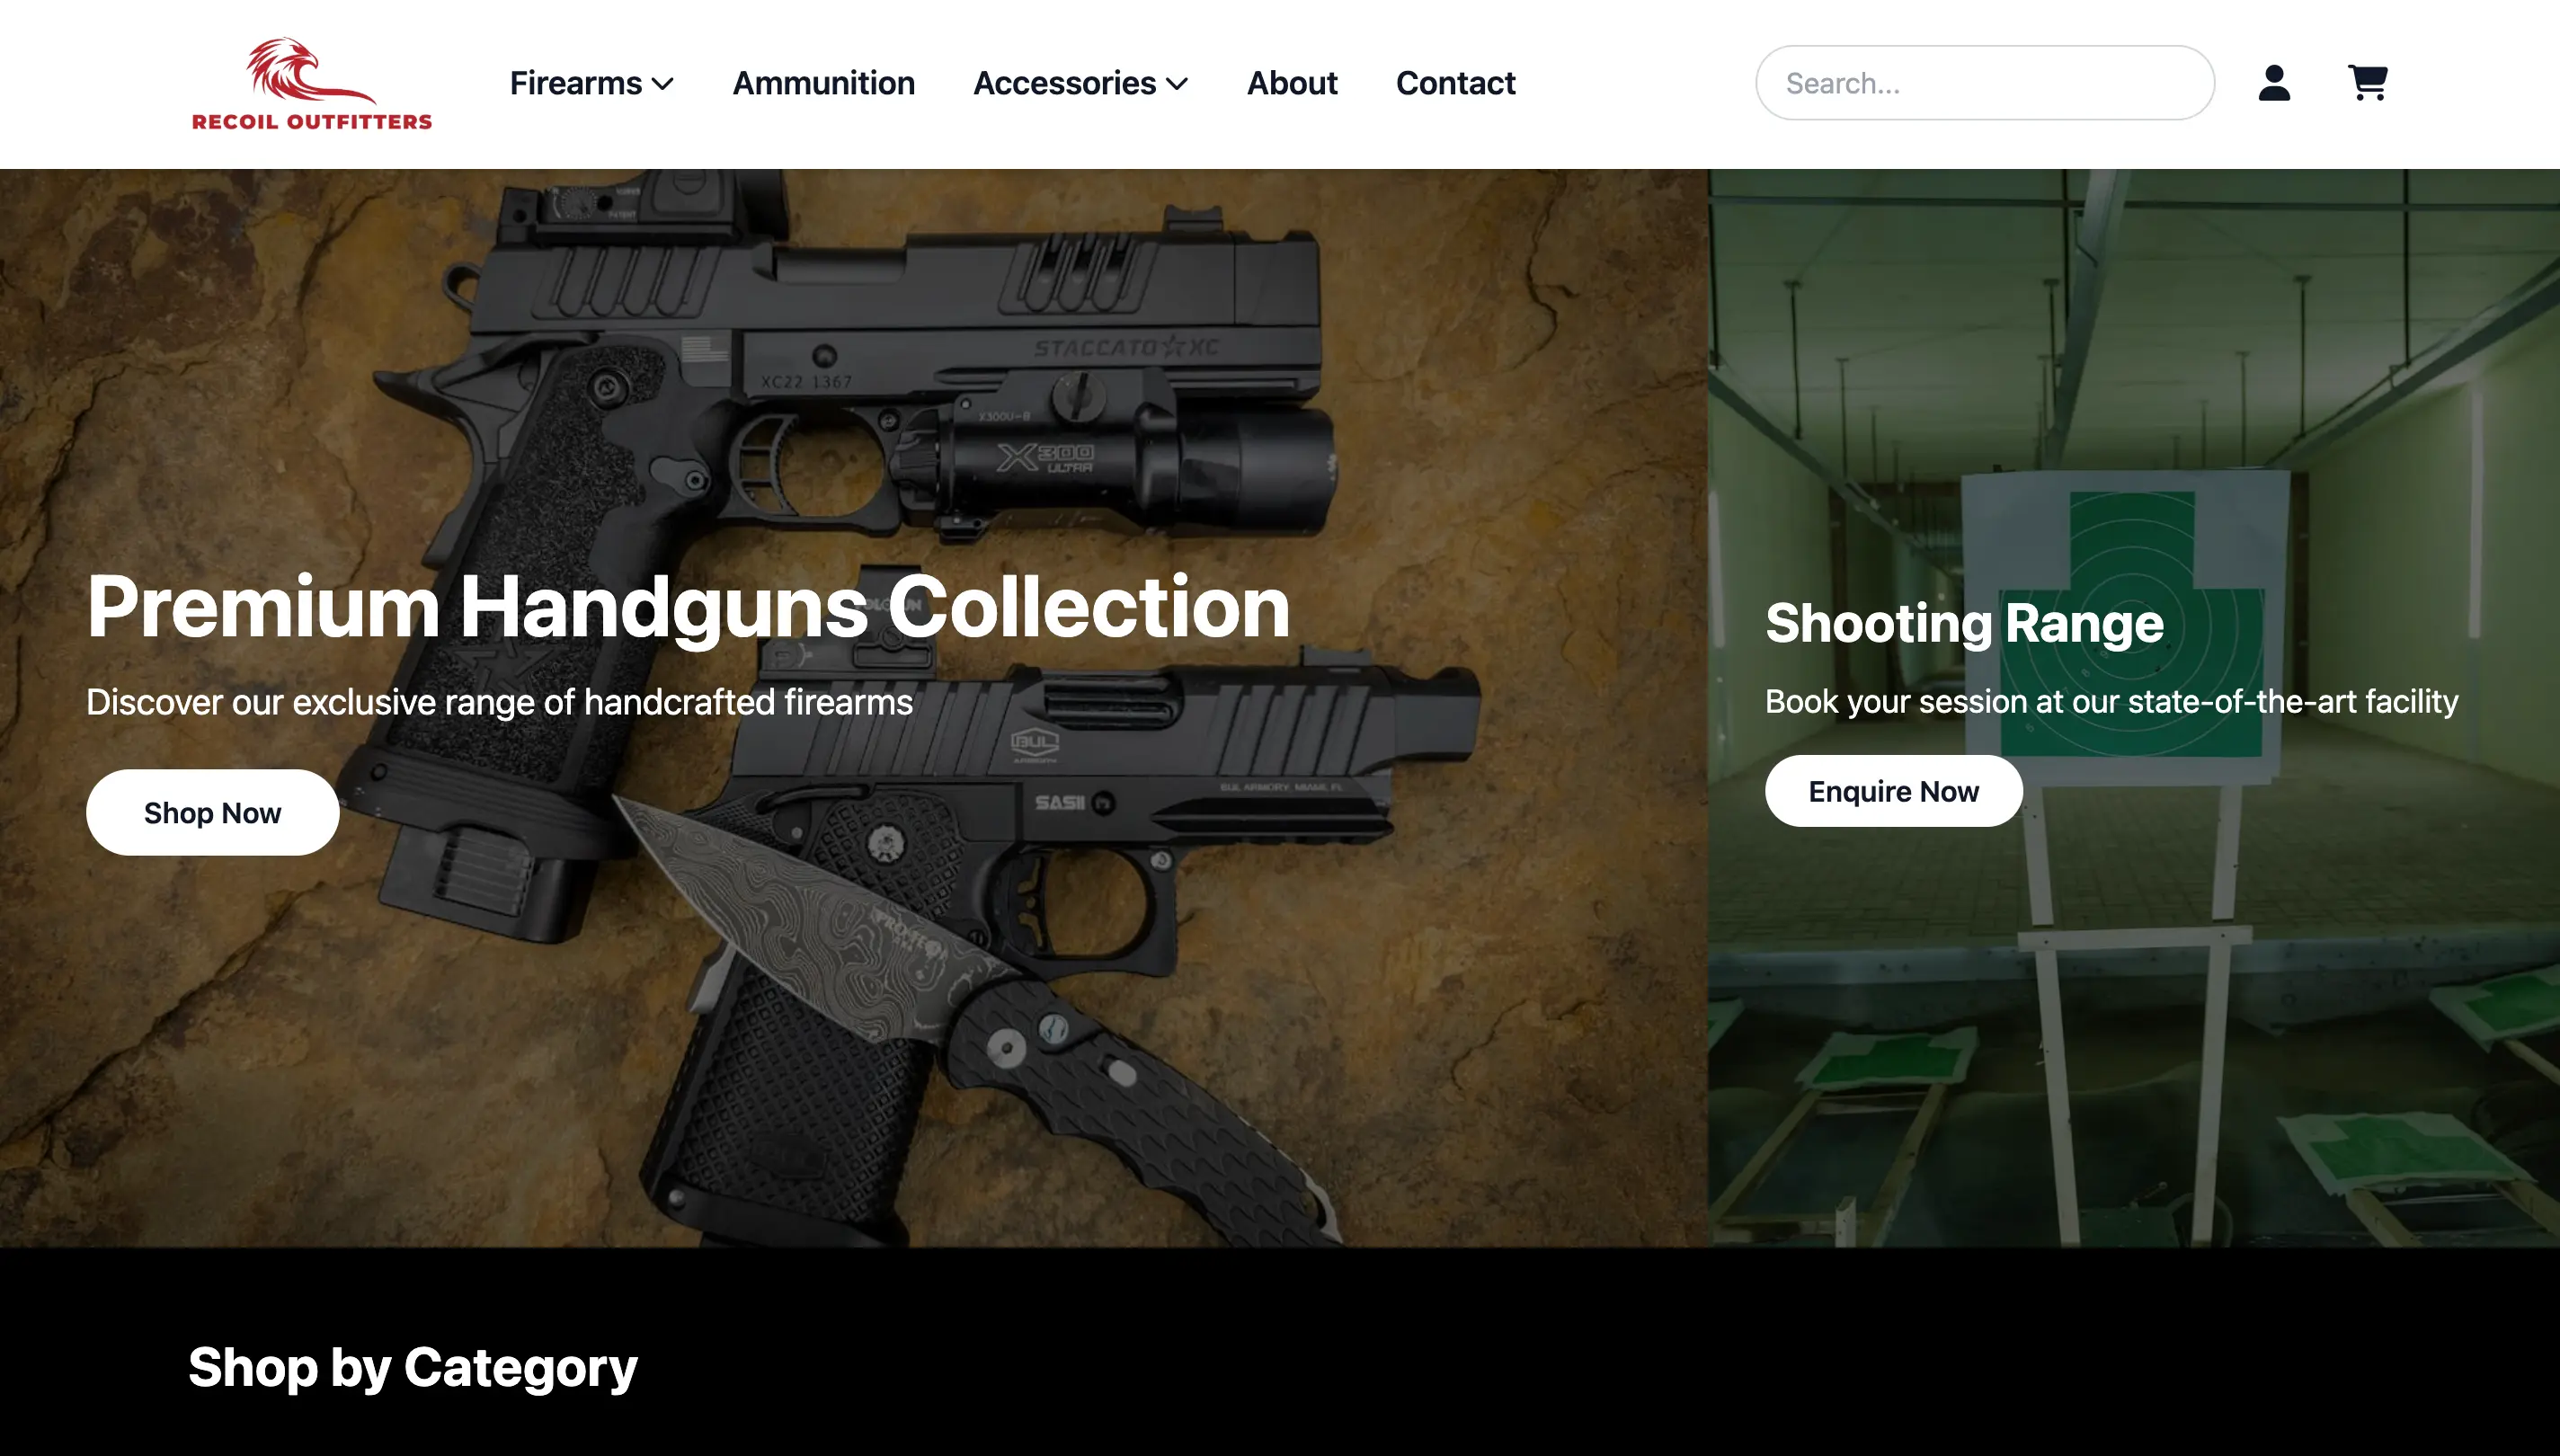 RECOIL OUTFITTERS
Firearms
Ammunition
Accessories
About
Contact
Search...
STACCATO XC
XC22 1367
X300U-B
X300
ULTRA
Premium Handguns Collection
Discover our exclusive range of handcrafted firearms
Shop Now
BUL
ARMORY
SASII
BUL ARMORY, MIAMI, FL
Shooting Range
Book your session at our state-of-the-art facility
Enquire Now
Shop by Category